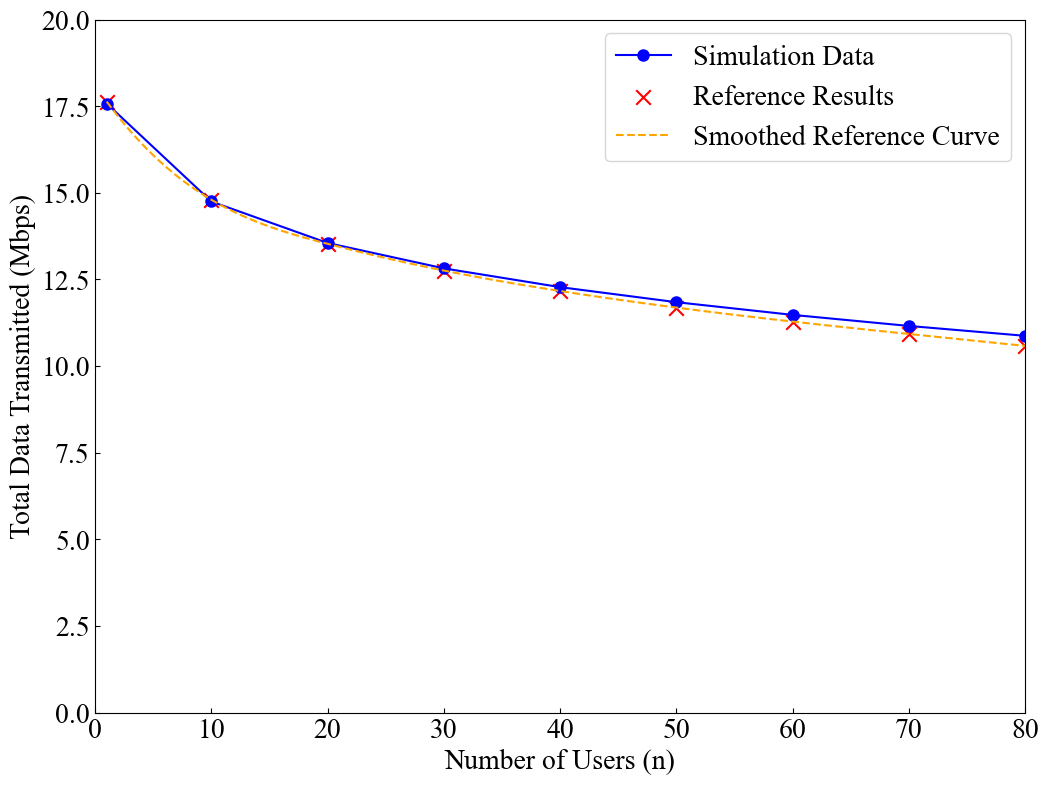 20.0
17.5
15.0
12.5
10.0
7.5
5.0
2.5
0.0
Total Data Transmitted (Mbps)
Simulation Data
Reference Results
Smoothed Reference Curve
0 10 20 30 40 50 60 70 80
Number of Users (n)